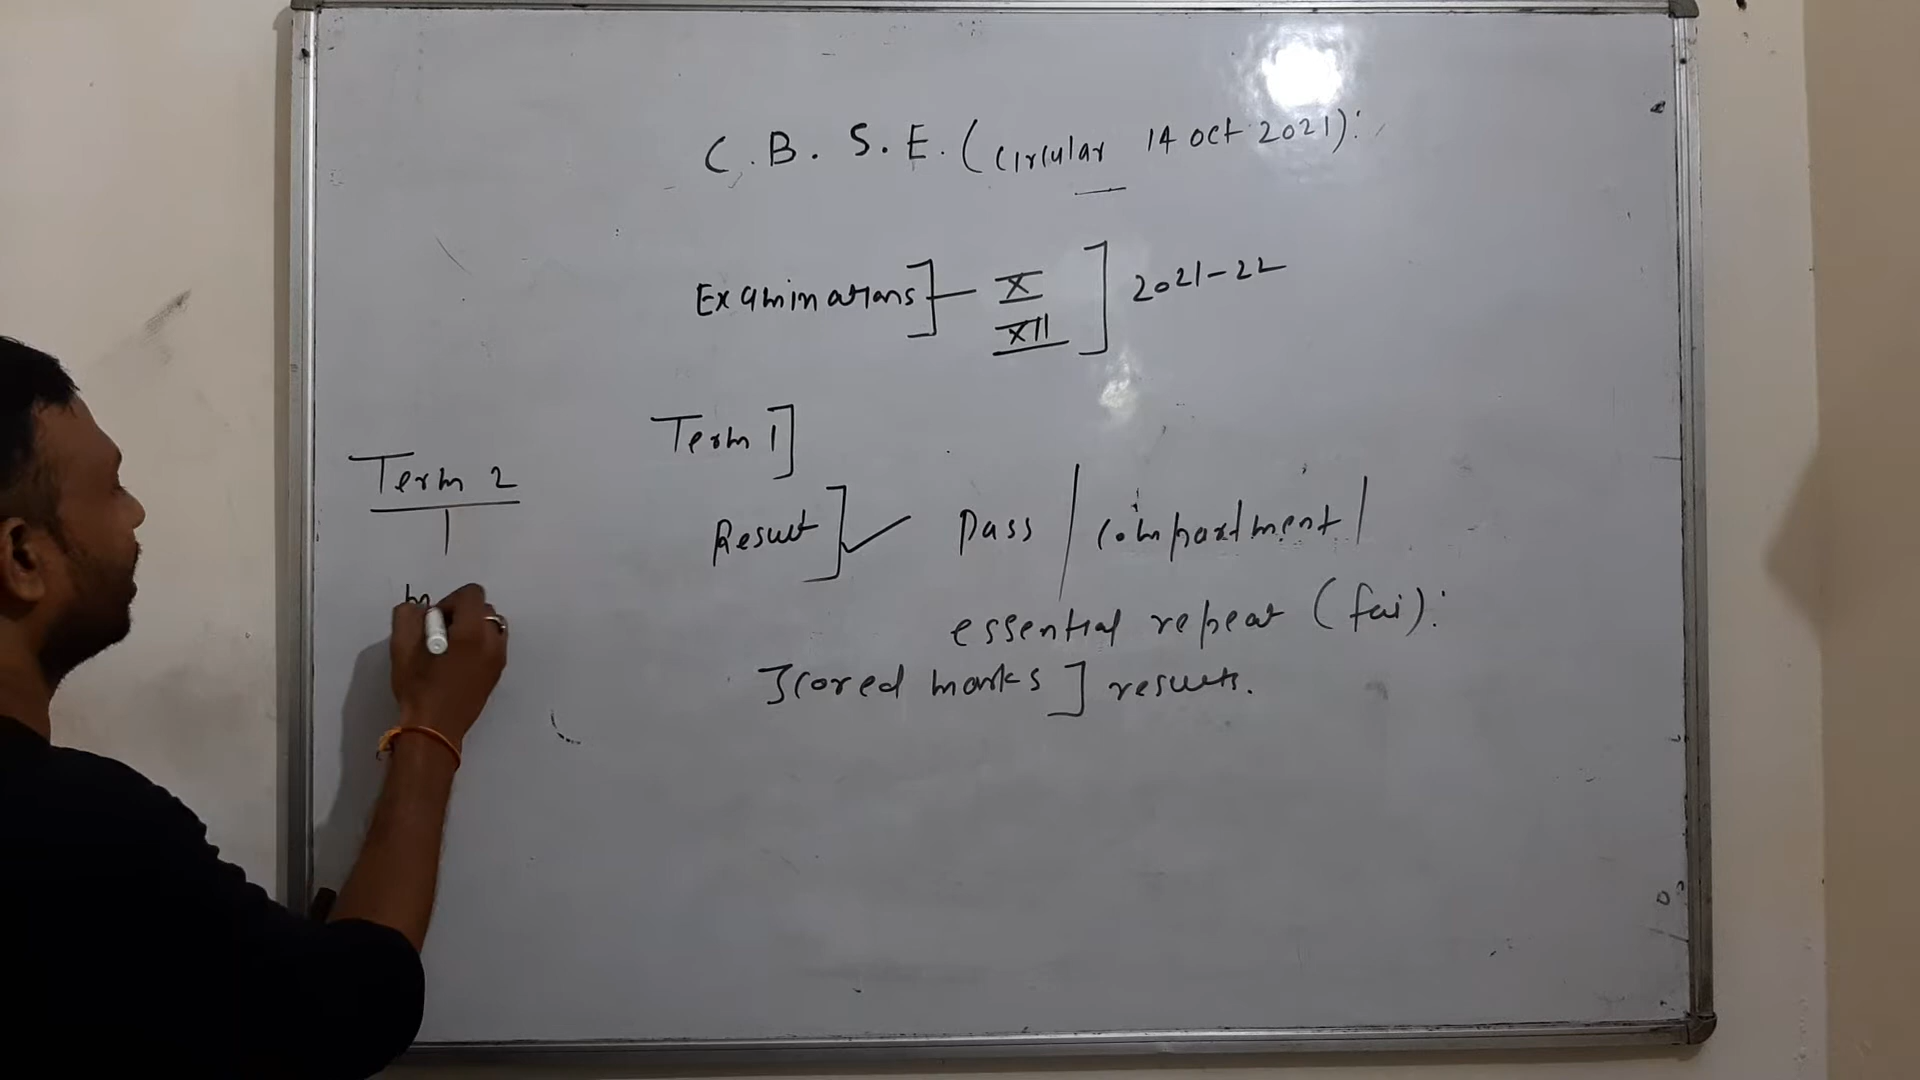 C.B.S.E. (Circular 14 Oct 2021):
Examinations] — X
XII ] 2021-22
Term 1]
Result] ✓ Pass / Compartment /
essential repeat (fai):
Scored marks ] results.
Term 2
m